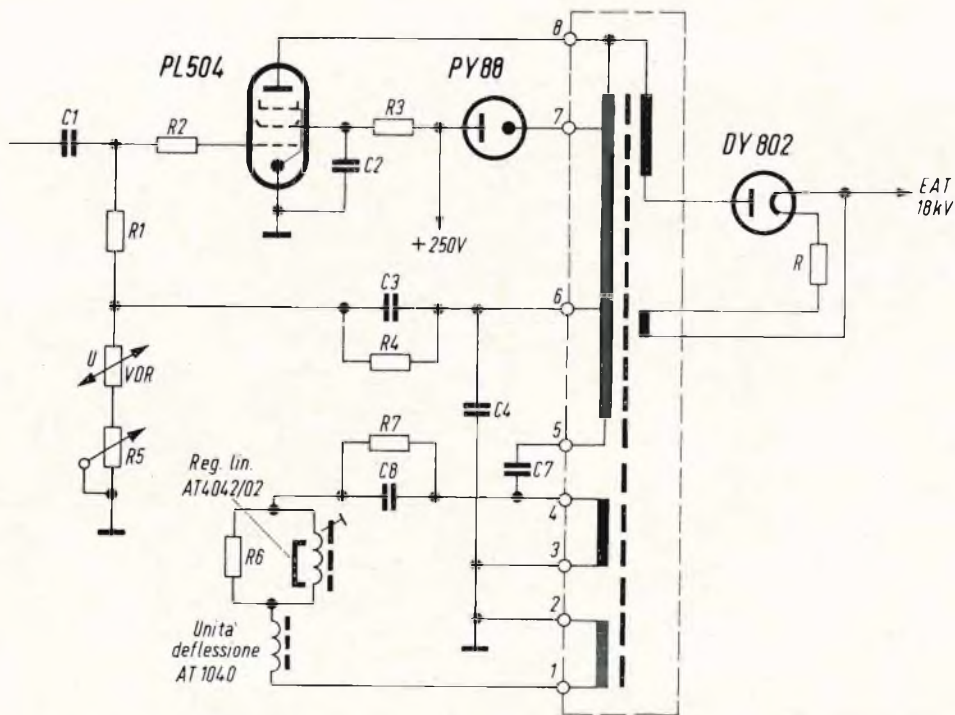 8
PL504
PY88
C1
R2
R3
7
DY 802
C2
EAT
18kV
R1
+250V
R
C3
6
U
VDR
R4
C4
R7
5
R5
Reg. lin.
AT4042/02
C8
C7
4
R6
3
Unita'
deflessione
AT 1040
2
1